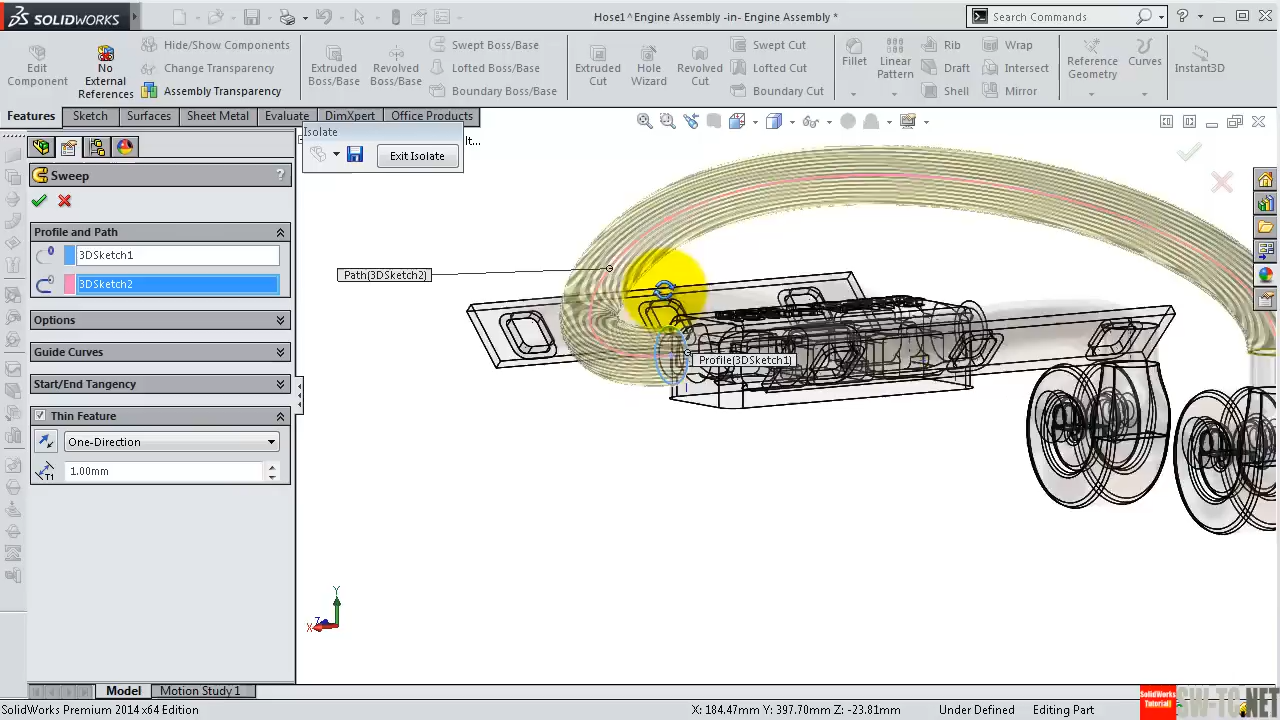 SOLIDWORKS
Hose1^Engine Assembly -in- Engine Assembly *
Search Commands
?
Edit Component
No External References
Hide/Show Components
Change Transparency
Assembly Transparency
Extruded Boss/Base
Revolved Boss/Base
Swept Boss/Base
Lofted Boss/Base
Boundary Boss/Base
Extruded Cut
Hole Wizard
Revolved Cut
Swept Cut
Lofted Cut
Boundary Cut
Fillet
Linear Pattern
Rib
Draft
Shell
Wrap
Intersect
Mirror
Reference Geometry
Curves
Instant3D
Features
Sketch
Surfaces
Sheet Metal
Evaluate
DimXpert
Office Products
Isolate
Exit Isolate
It...
Sweep
?
Profile and Path
3DSketch1
3DSketch2
Options
Guide Curves
Start/End Tangency
Thin Feature
One-Direction
T1
1.00mm
Path(3DSketch2)
Profile(3DSketch1)
Y
Z
X
Model
Motion Study 1
SolidWorks Premium 2014 x64 Edition
X: 184.47mm Y: 397.70mm Z: -23.81mm
Under Defined
Editing Part
SolidWorks
Tutorial!
SW-TC.NET